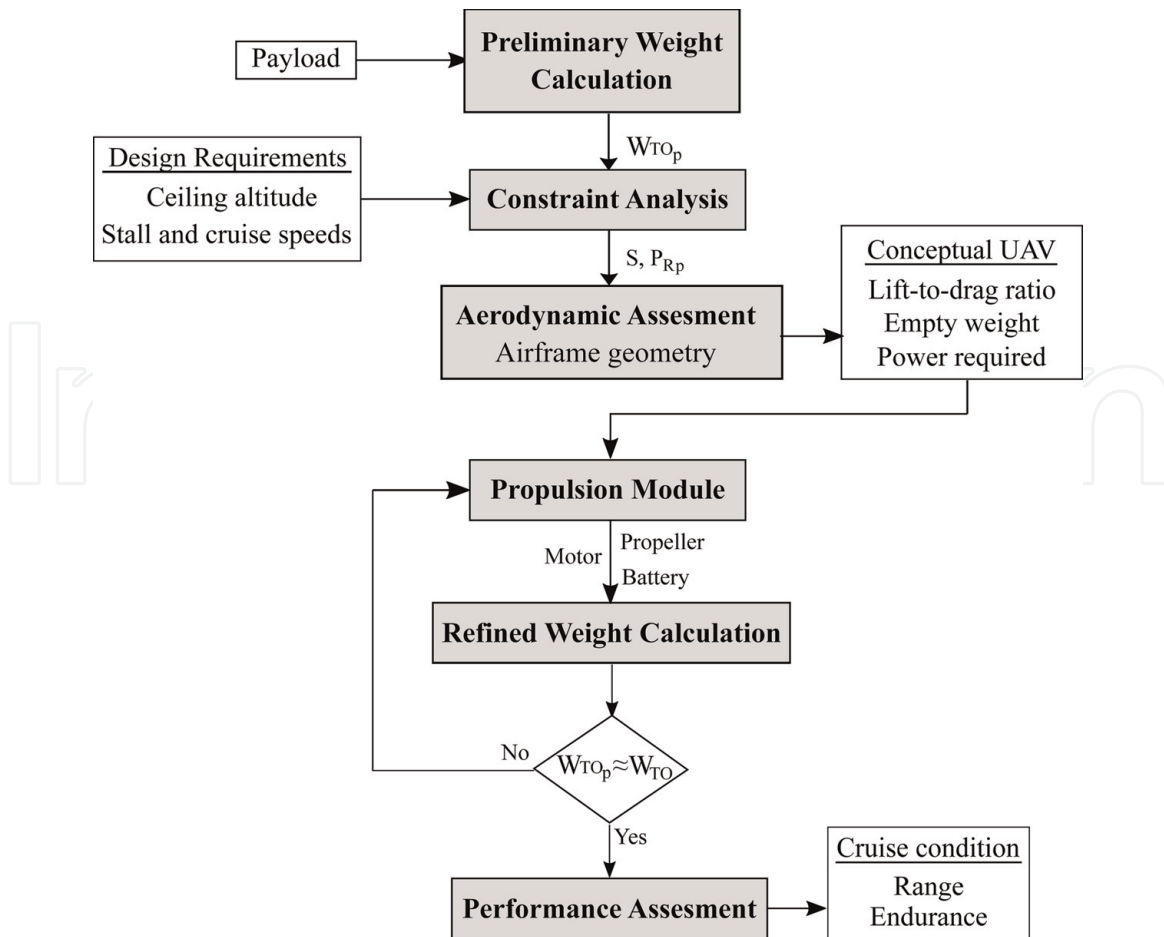 Preliminary Weight
Calculation
Payload
WTOp
Design Requirements
Ceiling altitude
Stall and cruise speeds
Constraint Analysis
S, PRp
Aerodynamic Assesment
Airframe geometry
Conceptual UAV
Lift-to-drag ratio
Empty weight
Power required
Propulsion Module
Motor
Propeller
Battery
Refined Weight Calculation
WTOp≈WTO
No
Yes
Performance Assesment
Cruise condition
Range
Endurance